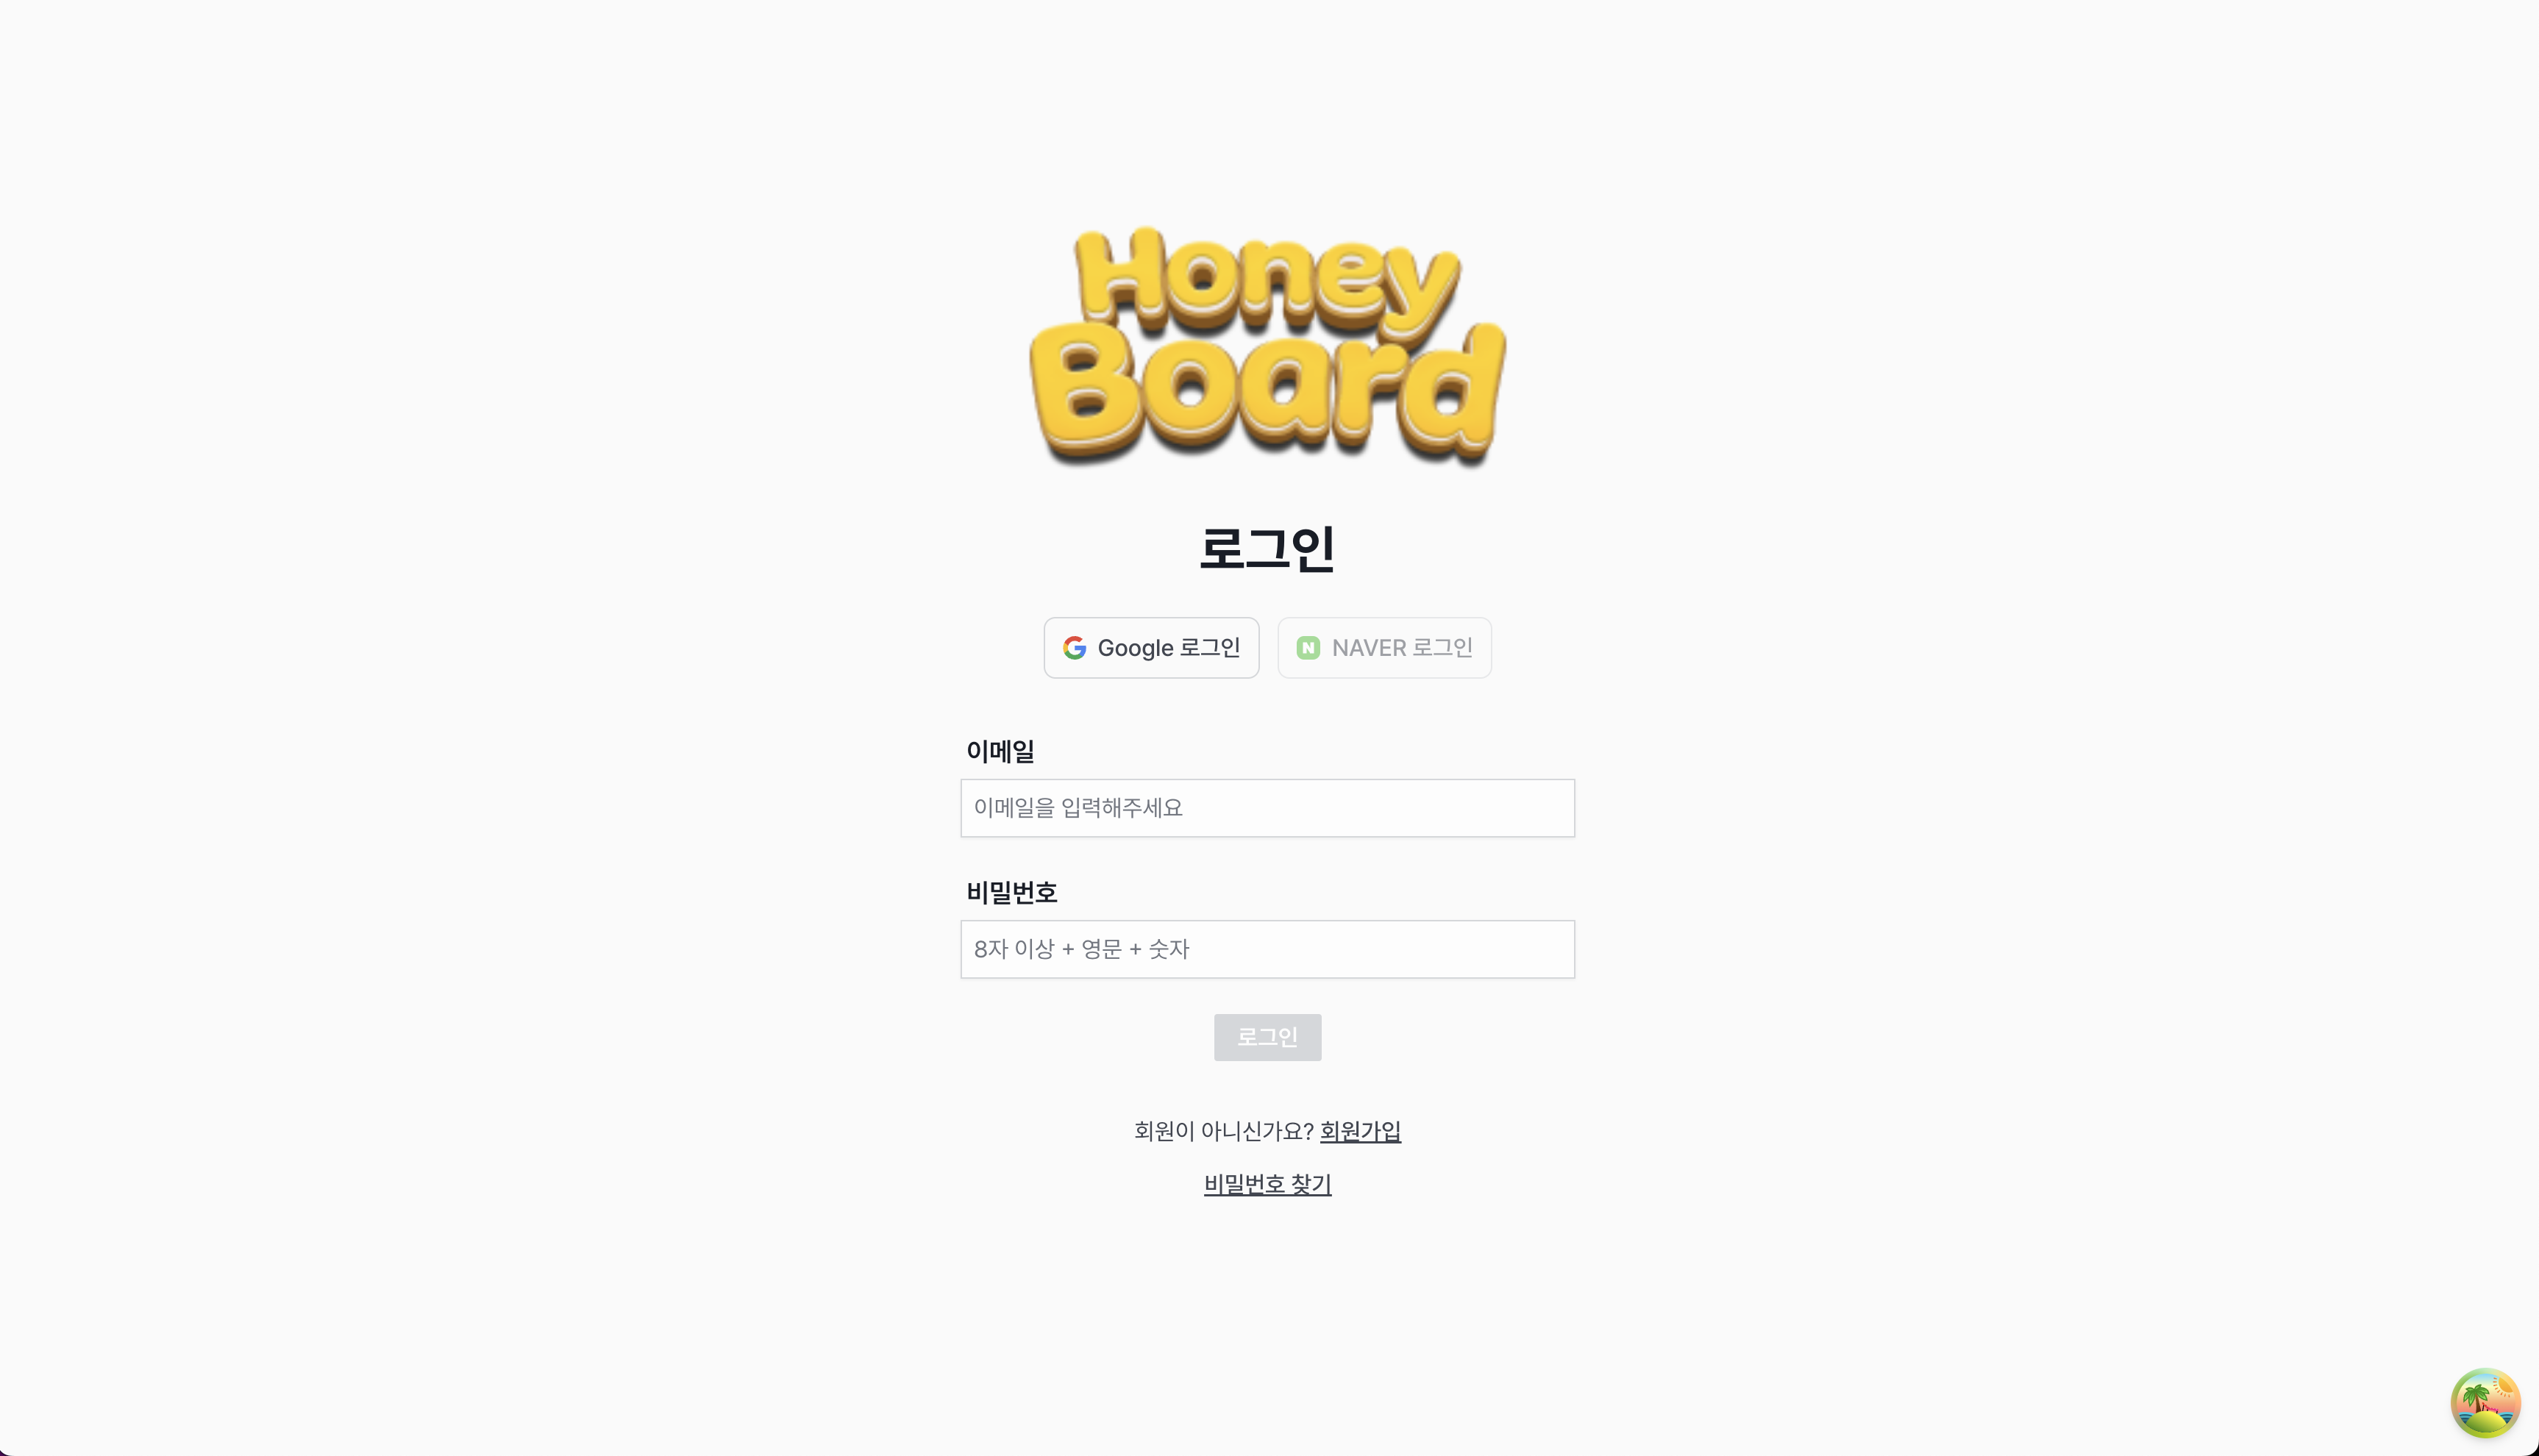 Honey
Board
로그인
Google 로그인
N NAVER 로그인
이메일
이메일을 입력해주세요
비밀번호
8자 이상 + 영문 + 숫자
로그인
회원이 아니신가요? 회원가입
비밀번호 찾기